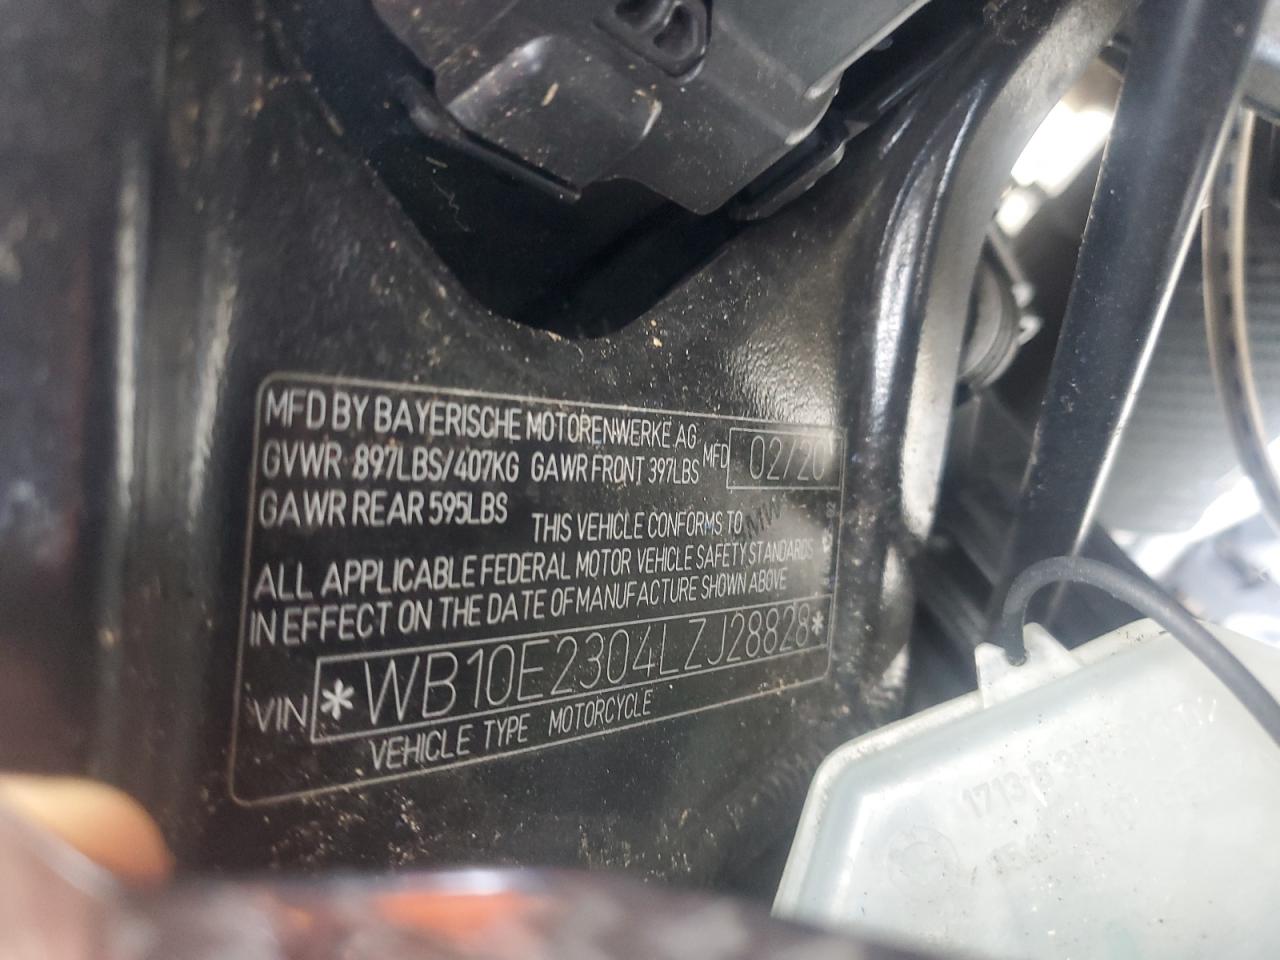 MFD BY BAYERISCHE MOTORENWERKE AG
GVWR 897LBS/407KG GAWR FRONT 397LBS MFD 02/20
GAWR REAR 595LBS
THIS VEHICLE CONFORMS TO
ALL APPLICABLE FEDERAL MOTOR VEHICLE SAFETY STANDARDS
IN EFFECT ON THE DATE OF MANUFACTURE SHOWN ABOVE
VIN *WB10E2304LZJ28828*
VEHICLE TYPE MOTORCYCLE
1713